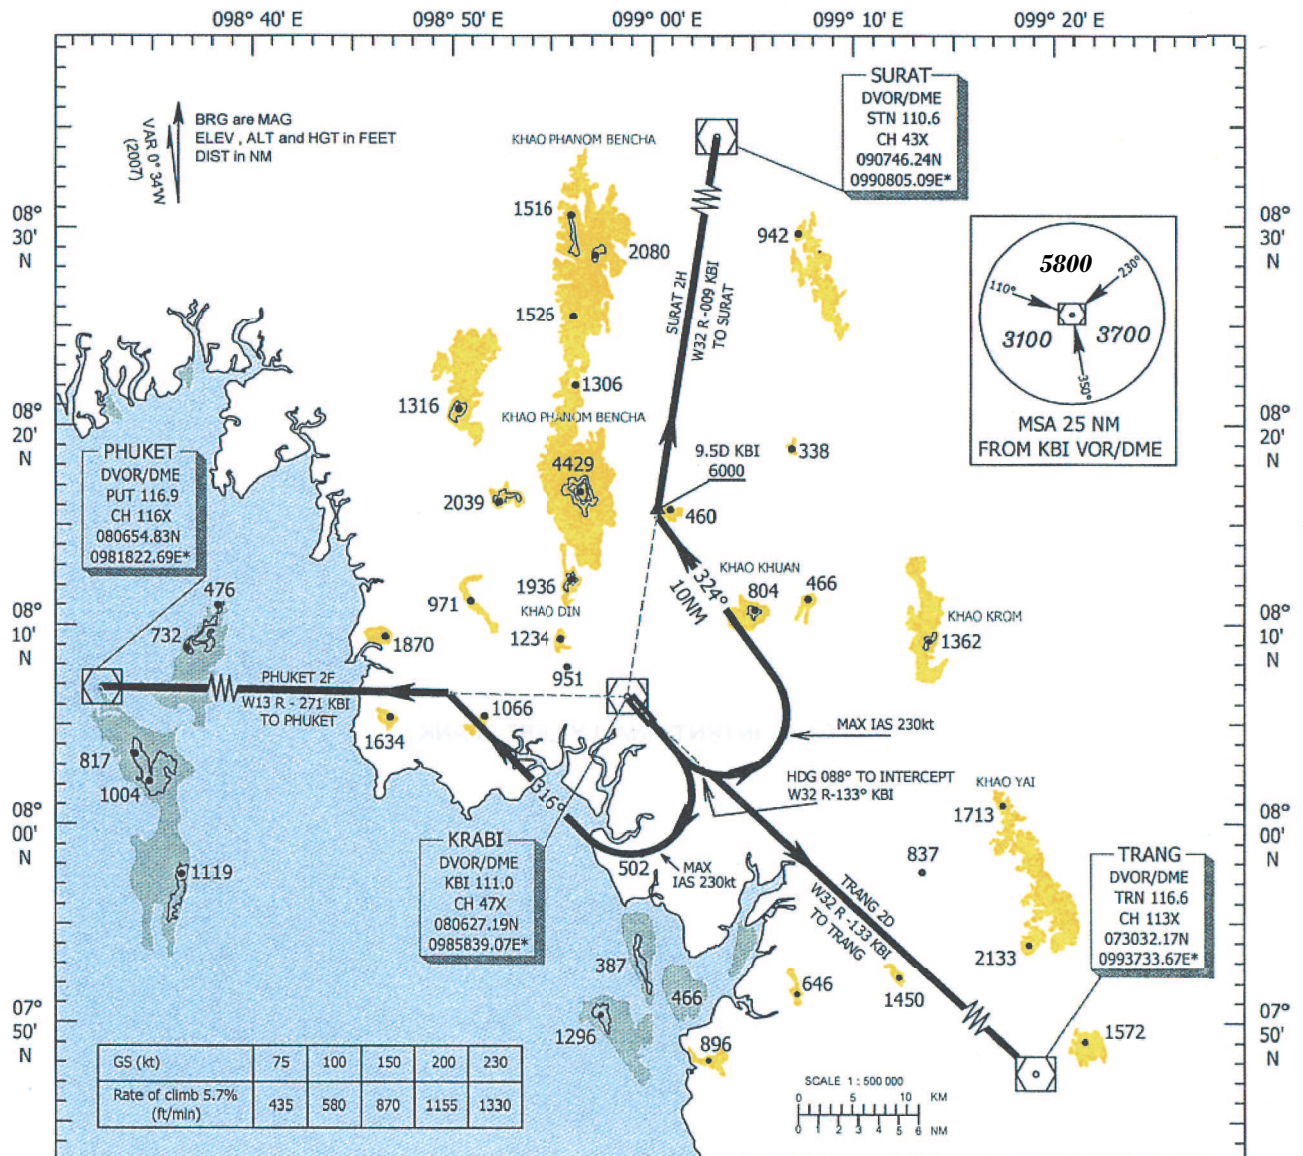 098° 40' E
098° 50' E
099° 00' E
099° 10' E
099° 20' E
VAR 0° 34'W
(2007)
BRG are MAG
ELEV , ALT and HGT in FEET
DIST in NM
KHAO PHANOM BENCHA
SURAT
DVOR/DME
STN 110.6
CH 43X
090746.24N
0990805.09E*
08°
30'
N
1516
2080
942
08°
30'
N
5800
110°
230°
3100
3700
350°
MSA 25 NM
FROM KBI VOR/DME
SURAT 2H
W32 R -009 KBI
TO SURAT
1525
1306
1316
KHAO PHANOM BENCHA
08°
20'
N
08°
20'
N
PHUKET
DVOR/DME
PUT 116.9
CH 116X
080654.83N
0981822.69E*
4429
2039
9.5D KBI
6000
338
460
324°
10NM
KHAO KHUAN
804
466
476
732
971
1936
KHAO DIN
1234
951
1870
KHAO KROM
1362
08°
10'
N
08°
10'
N
PHUKET 2F
W13 R - 271 KBI
TO PHUKET
1634
1066
MAX IAS 230kt
HDG 088° TO INTERCEPT
W32 R-133° KBI
817
1004
316°
KHAO YAI
1713
08°
00'
N
08°
00'
N
KRABI
DVOR/DME
KBI 111.0
CH 47X
080627.19N
0985839.07E*
502
MAX
IAS 230kt
837
1119
TRANG 2D
W32 R -133 KBI
TO TRANG
TRANG
DVOR/DME
TRN 116.6
CH 113X
073032.17N
0993733.67E*
387
466
646
1450
2133
07°
50'
N
07°
50'
N
1296
896
1572
GS (kt) 75 100 150 200 230
Rate of climb 5.7%
(ft/min) 435 580 870 1155 1330
SCALE 1 : 500 000
0 5 10 KM
0 1 2 3 4 5 6 NM